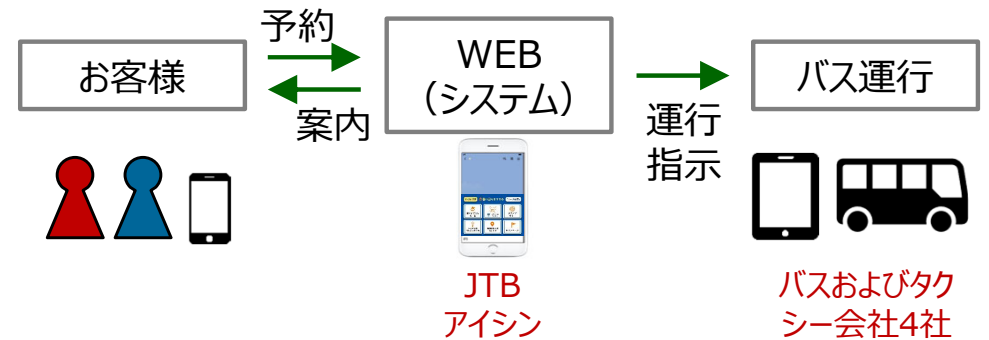 予約
お客様
案内
WEB
（システム）
運行
指示
バス運行
JTB
アイシン
バスおよびタク
シー会社4社